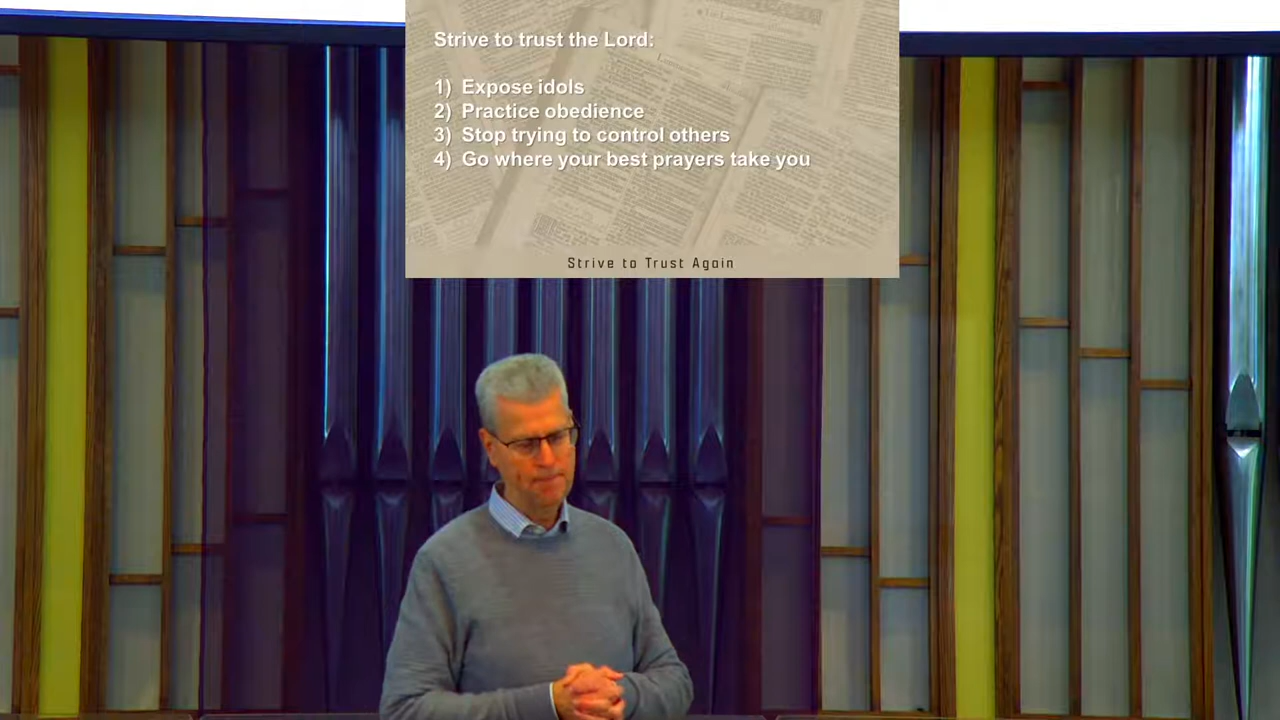 Strive to trust the Lord:
1) Expose idols
2) Practice obedience
3) Stop trying to control others
4) Go where your best prayers take you
Strive to Trust Again